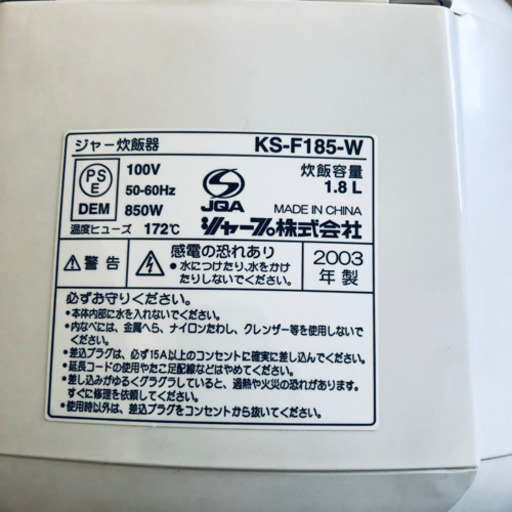 ジャー炊飯器 KS-F185-W
PS
E
100V
50-60Hz
DEM 850W
温度ヒューズ 172℃
JQA
炊飯容量
1.8 L
MADE IN CHINA
シャープ株式会社
警告
感電の恐れあり
●水につけたり、水をかけ
たりしないでください
2003
年製
必ずお守りください。
●本体内部に水を入れないでください。
●内なべには、金属へら、ナイロンたわし、クレンザー等を使用しないで
ください。
●差込プラグは、必ず15A以上のコンセントに確実に差し込んでください。
●延長コードの使用やたこ足配線などはやめてください。
●差し込みがゆるくグラグラしていると、過熱や火災の恐れがあります。
すぐに修理を依頼してください。
●使用時以外は、差込プラグをコンセントから抜いてください。